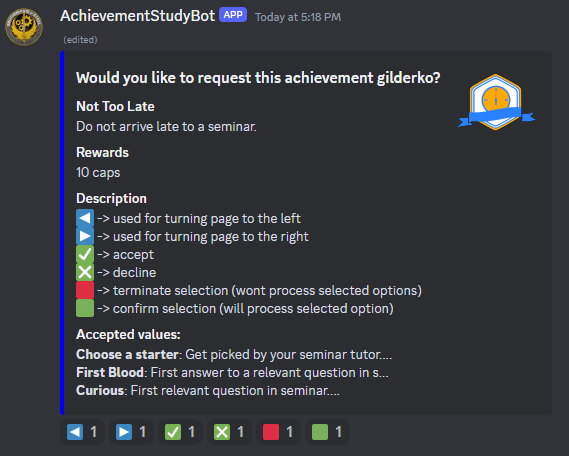 AchievementStudyBot APP Today at 5:18 PM
(edited)
Would you like to request this achievement gilderko?
Not Too Late
Do not arrive late to a seminar.
Rewards
10 caps
Description
◀ -> used for turning page to the left
▶ -> used for turning page to the right
✅ -> accept
❎ -> decline
🟥 -> terminate selection (wont process selected options)
🟩 -> confirm selection (will process selected option)
Accepted values:
Choose a starter: Get picked by your seminar tutor....
First Blood: First answer to a relevant question in s...
Curious: First relevant question in seminar....
◀ 1 ▶ 1 ✅ 1 ❎ 1 🟥 1 🟩 1